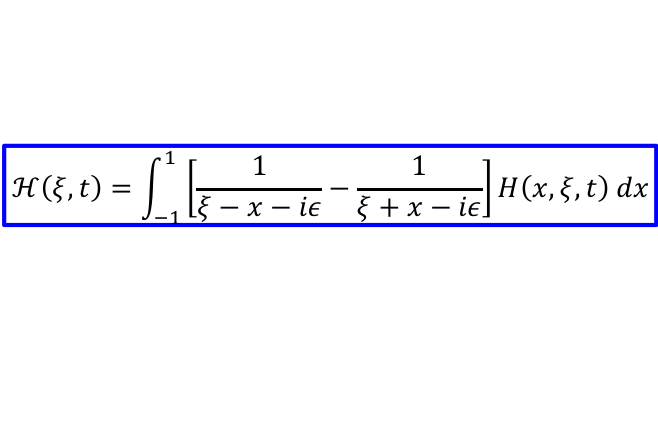 ℋ(ξ, t) = ∫_{-1}^{1} [ 1/(ξ − x − iϵ) − 1/(ξ + x − iϵ) ] H(x, ξ, t) dx